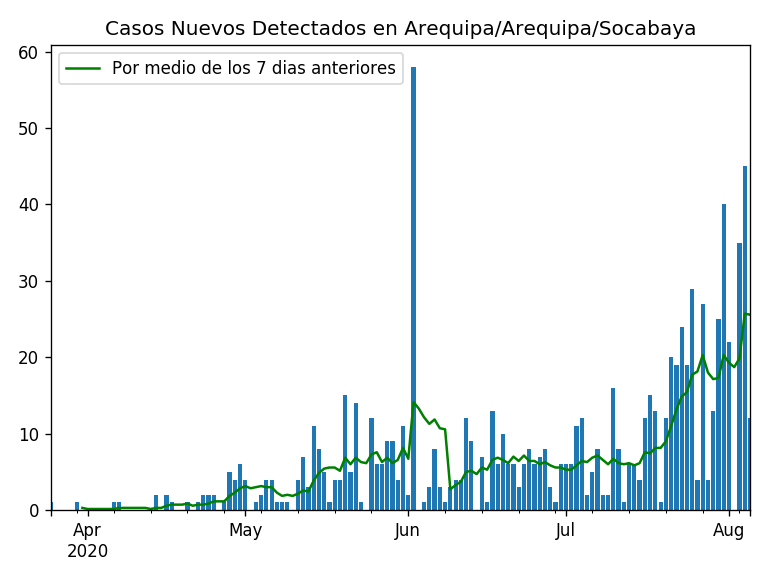 Casos Nuevos Detectados en Arequipa/Arequipa/Socabaya
Por medio de los 7 dias anteriores
60
50
40
30
20
10
0
Apr May Jun Jul Aug
2020